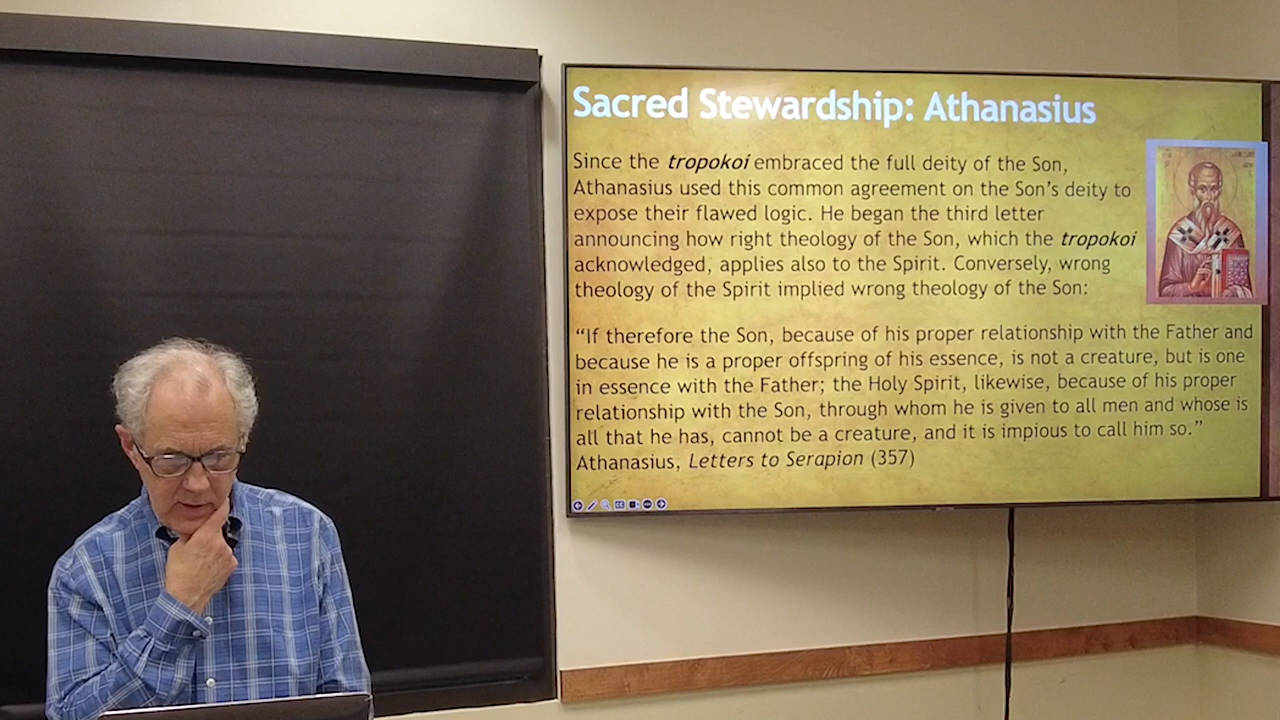 Sacred Stewardship: Athanasius
Since the tropokoi embraced the full deity of the Son,
Athanasius used this common agreement on the Son's deity to
expose their flawed logic. He began the third letter
announcing how right theology of the Son, which the tropokoi
acknowledged, applies also to the Spirit. Conversely, wrong
theology of the Spirit implied wrong theology of the Son:
“If therefore the Son, because of his proper relationship with the Father and
because he is a proper offspring of his essence, is not a creature, but is one
in essence with the Father; the Holy Spirit, likewise, because of his proper
relationship with the Son, through whom he is given to all men and whose is
all that he has, cannot be a creature, and it is impious to call him so.”
Athanasius, Letters to Serapion (357)